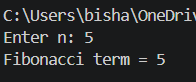 C:\Users\bisha\OneDriv
Enter n: 5
Fibonacci term = 5